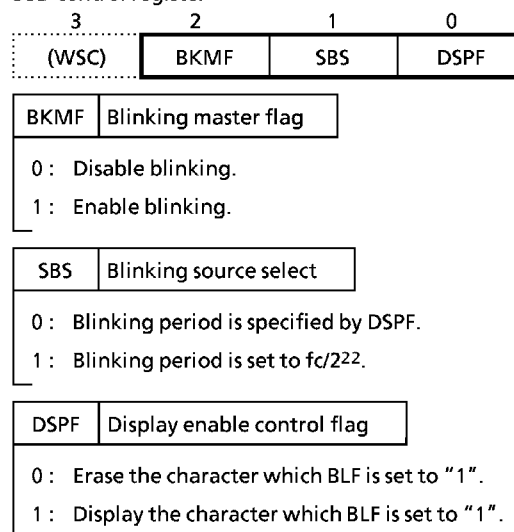 3 2 1 0
(WSC) BKMF SBS DSPF
BKMF Blinking master flag
0 : Disable blinking.
1 : Enable blinking.
SBS Blinking source select
0 : Blinking period is specified by DSPF.
1 : Blinking period is set to fc/2²².
DSPF Display enable control flag
0 : Erase the character which BLF is set to "1".
1 : Display the character which BLF is set to "1".